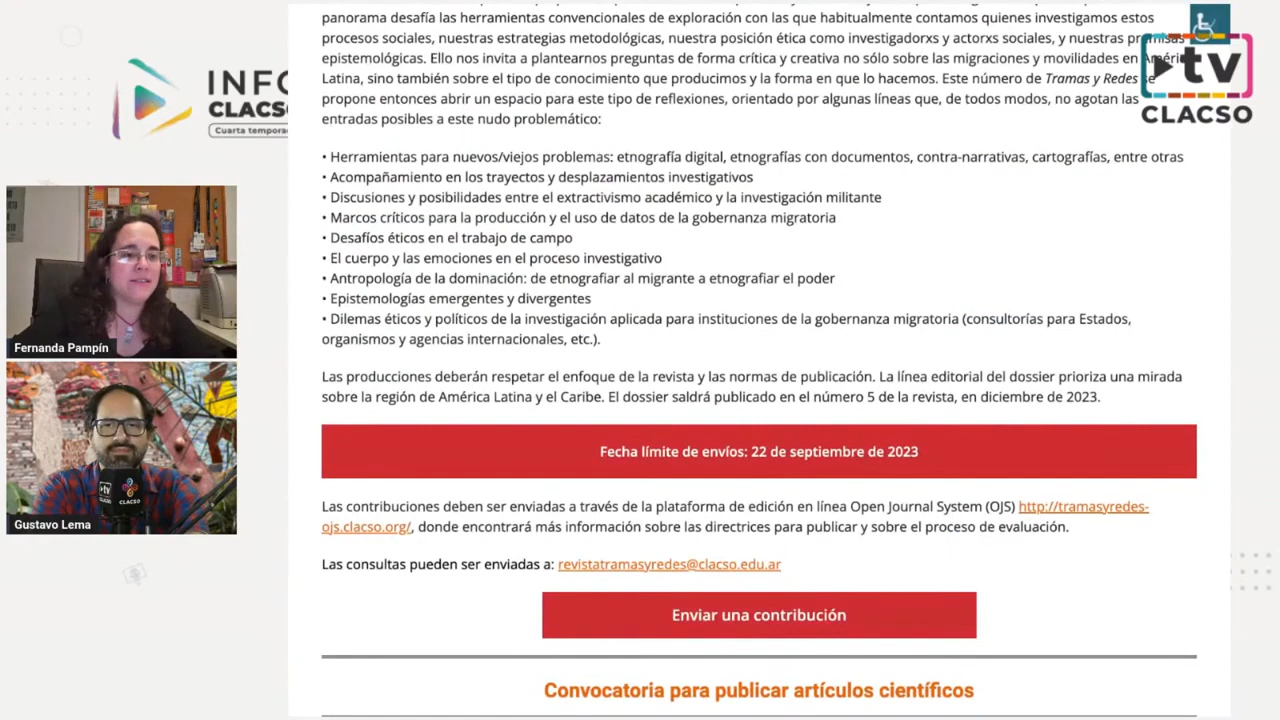 panorama desafía las herramientas convencionales de exploración con las que habitualmente contamos quienes investigamos estos
procesos sociales, nuestras estrategias metodológicas, nuestra posición ética como investigadorxs y actorxs sociales, y nuestras premisas
epistemológicas. Ello nos invita a plantearnos preguntas de forma crítica y creativa no sólo sobre las migraciones y movilidades en
Latina, sino también sobre el tipo de conocimiento que producimos y la forma en que lo hacemos. Este número de Tramas y Redes se
propone entonces abrir un espacio para este tipo de reflexiones, orientado por algunas líneas que, de todos modos, no agotan las
entradas posibles a este nudo problemático:
• Herramientas para nuevos/viejos problemas: etnografía digital, etnografías con documentos, contra-narrativas, cartografías, entre otras
• Acompañamiento en los trayectos y desplazamientos investigativos
• Discusiones y posibilidades entre el extractivismo académico y la investigación militante
• Marcos críticos para la producción y el uso de datos de la gobernanza migratoria
• Desafíos éticos en el trabajo de campo
• El cuerpo y las emociones en el proceso investigativo
• Antropología de la dominación: de etnografiar al migrante a etnografiar el poder
• Epistemologías emergentes y divergentes
• Dilemas éticos y políticos de la investigación aplicada para instituciones de la gobernanza migratoria (consultorías para Estados,
organismos y agencias internacionales, etc.).
Las producciones deberán respetar el enfoque de la revista y las normas de publicación. La línea editorial del dossier prioriza una mirada
sobre la región de América Latina y el Caribe. El dossier saldrá publicado en el número 5 de la revista, en diciembre de 2023.
Fecha límite de envíos: 22 de septiembre de 2023
Las contribuciones deben ser enviadas a través de la plataforma de edición en línea Open Journal System (OJS) http://tramasyredes-
ojs.clacso.org/, donde encontrará más información sobre las directrices para publicar y sobre el proceso de evaluación.
Las consultas pueden ser enviadas a: revistatramasyredes@clacso.edu.ar
Enviar una contribución
Convocatoria para publicar artículos científicos
INFO
CLACSO
Cuarta temporad
Fernanda Pampín
Gustavo Lema
tv
CLACSO
tv
CLACSO